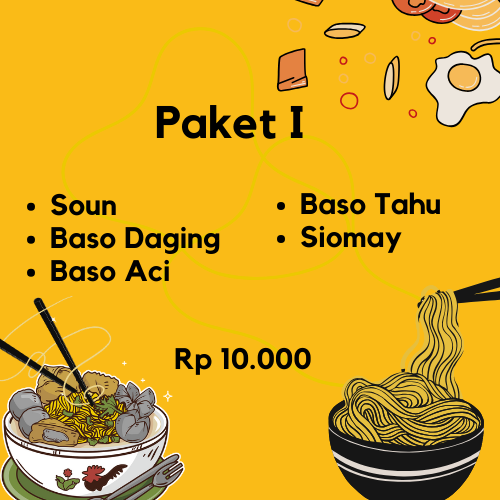 Paket I
Soun
Baso Daging
Baso Aci
Baso Tahu
Siomay
Rp 10.000